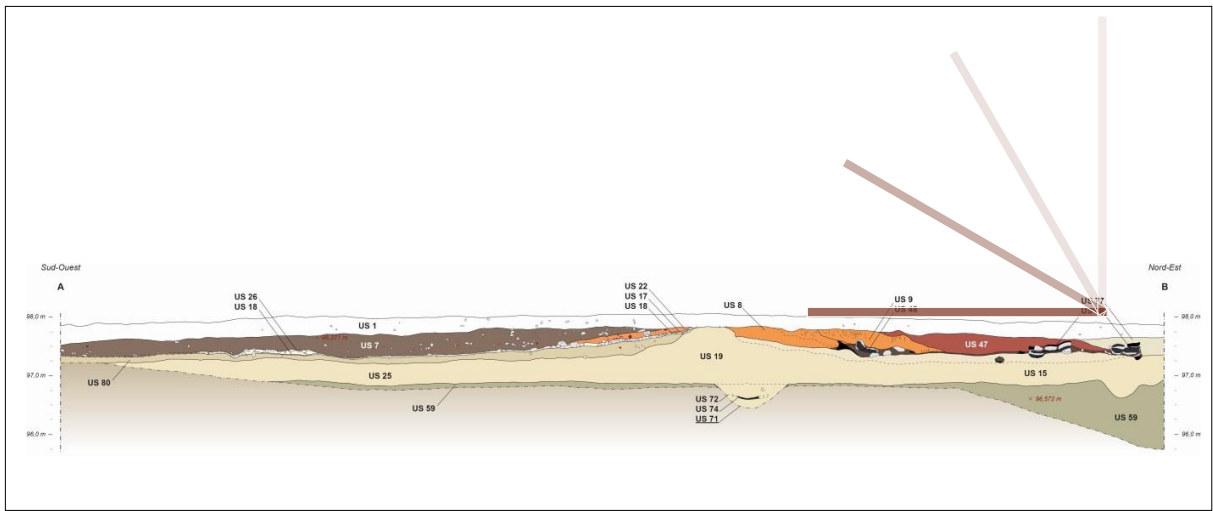 Sud-Ouest
Nord-Est
A
B
US 26
US 18
US 22
US 17
US 18
US 8
US 9
98,0 m
98,0 m
US 1
US 7
US 47
US 19
97,0 m
97,0 m
US 80
US 25
US 15
US 59
US 72
US 74
US 71
96,572 m
US 59
96,0 m
96,0 m